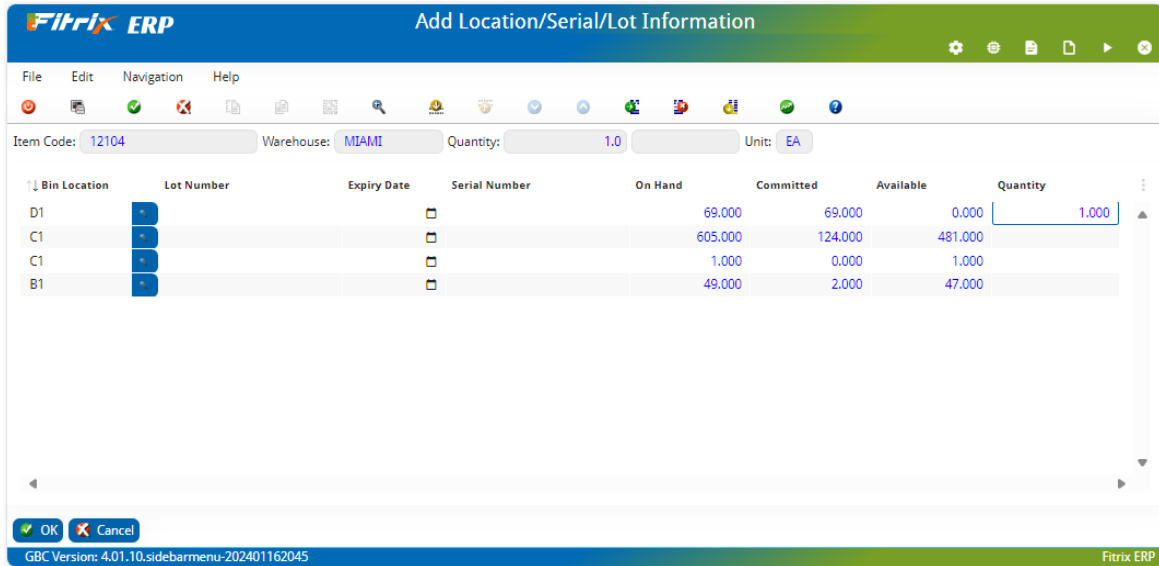 Fitrix ERP Add Location/Serial/Lot Information
File Edit Navigation Help
Item Code: 12104 Warehouse: MIAMI Quantity: 1.0 Unit: EA
Bin Location Lot Number Expiry Date Serial Number On Hand Committed Available Quantity
D1 69.000 69.000 0.000 1.000
C1 605.000 124.000 481.000
C1 1.000 0.000 1.000
B1 49.000 2.000 47.000
OK Cancel
GBC Version: 4.01.10.sidebarmenu-202401162045 Fitrix ERP